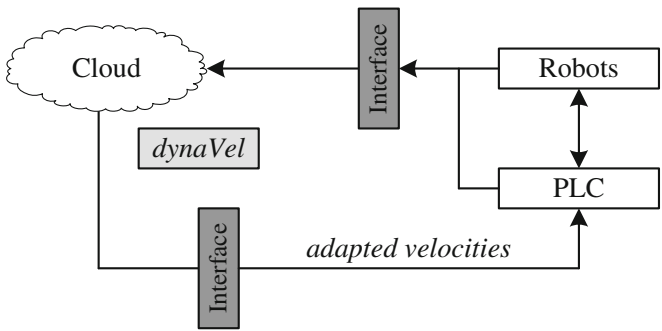 Cloud
Interface
Robots
dynaVel
PLC
Interface
adapted velocities